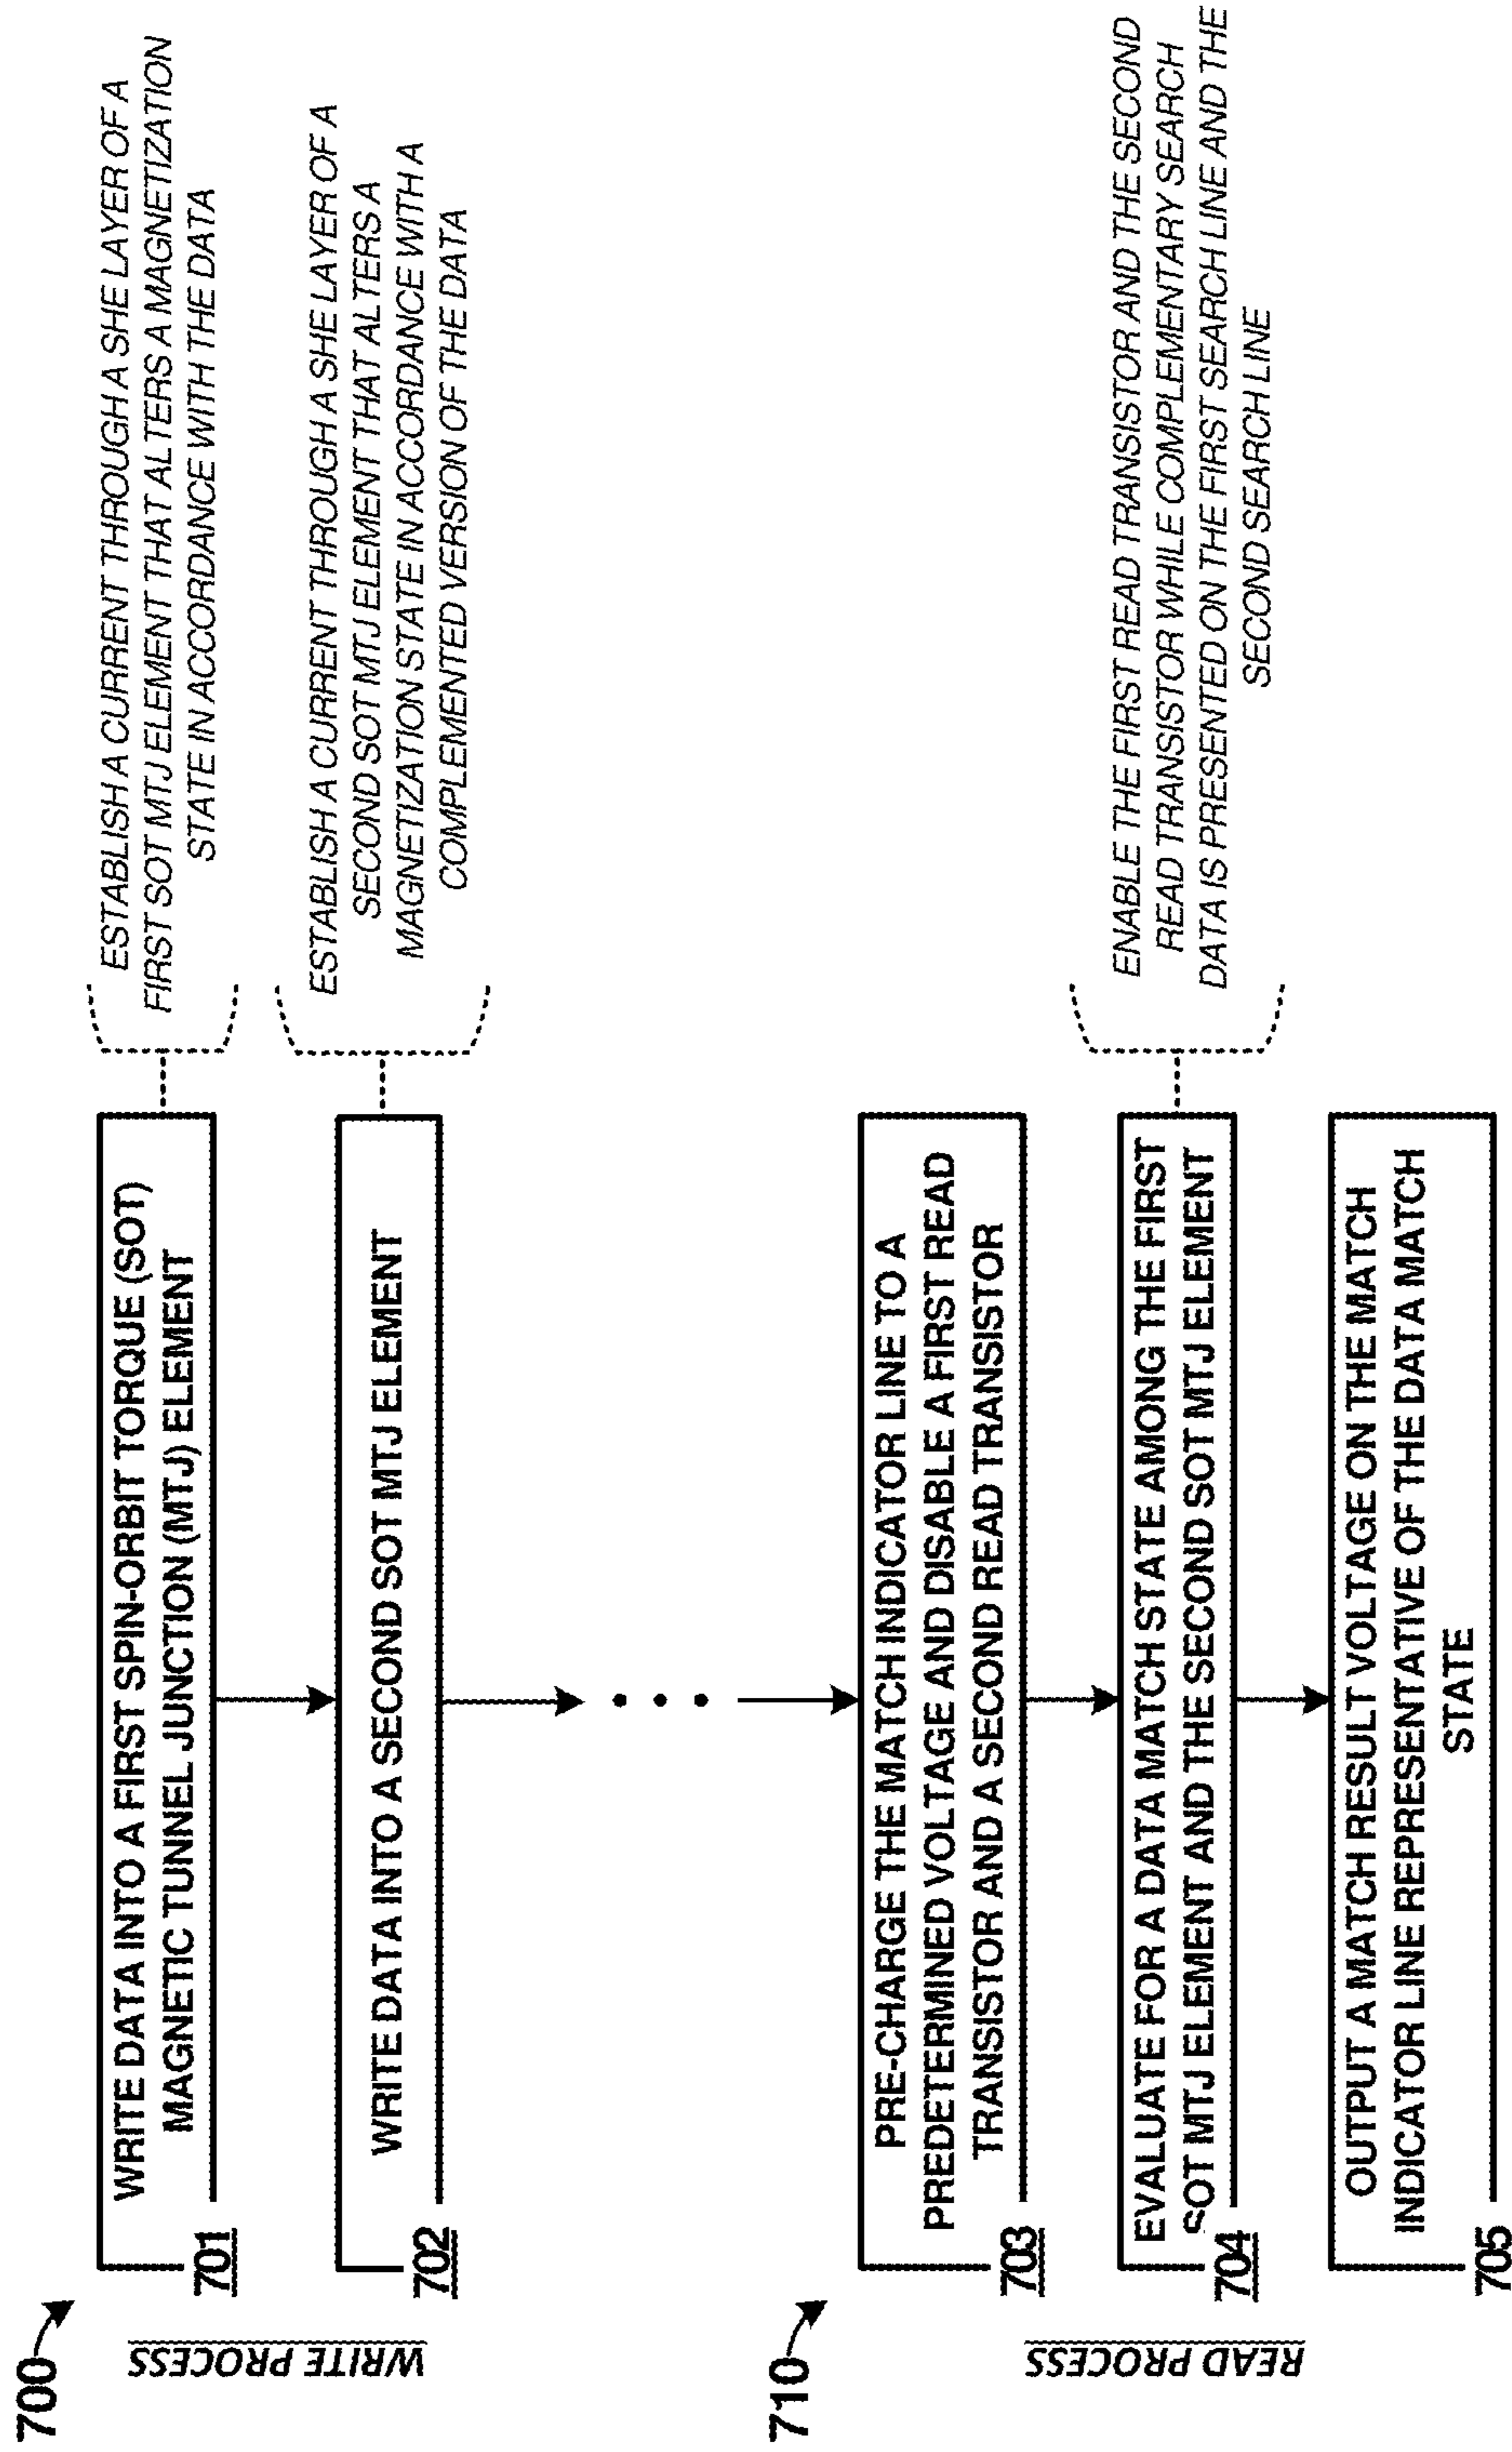 700
WRITE PROCESS
WRITE DATA INTO A FIRST SPIN-ORBIT TORQUE (SOT)
MAGNETIC TUNNEL JUNCTION (MTJ) ELEMENT
701
ESTABLISH A CURRENT THROUGH A SHE LAYER OF A
FIRST SOT MTJ ELEMENT THAT ALTERS A MAGNETIZATION
STATE IN ACCORDANCE WITH THE DATA
WRITE DATA INTO A SECOND SOT MTJ ELEMENT
702
ESTABLISH A CURRENT THROUGH A SHE LAYER OF A
SECOND SOT MTJ ELEMENT THAT ALTERS A
MAGNETIZATION STATE IN ACCORDANCE WITH A
COMPLEMENTED VERSION OF THE DATA
710
READ PROCESS
PRE-CHARGE THE MATCH INDICATOR LINE TO A
PREDETERMINED VOLTAGE AND DISABLE A FIRST READ
TRANSISTOR AND A SECOND READ TRANSISTOR
703
EVALUATE FOR A DATA MATCH STATE AMONG THE FIRST
SOT MTJ ELEMENT AND THE SECOND SOT MTJ ELEMENT
704
ENABLE THE FIRST READ TRANSISTOR AND THE SECOND
READ TRANSISTOR WHILE COMPLEMENTARY SEARCH
DATA IS PRESENTED ON THE FIRST SEARCH LINE AND THE
SECOND SEARCH LINE
OUTPUT A MATCH RESULT VOLTAGE ON THE MATCH
INDICATOR LINE REPRESENTATIVE OF THE DATA MATCH
STATE
705